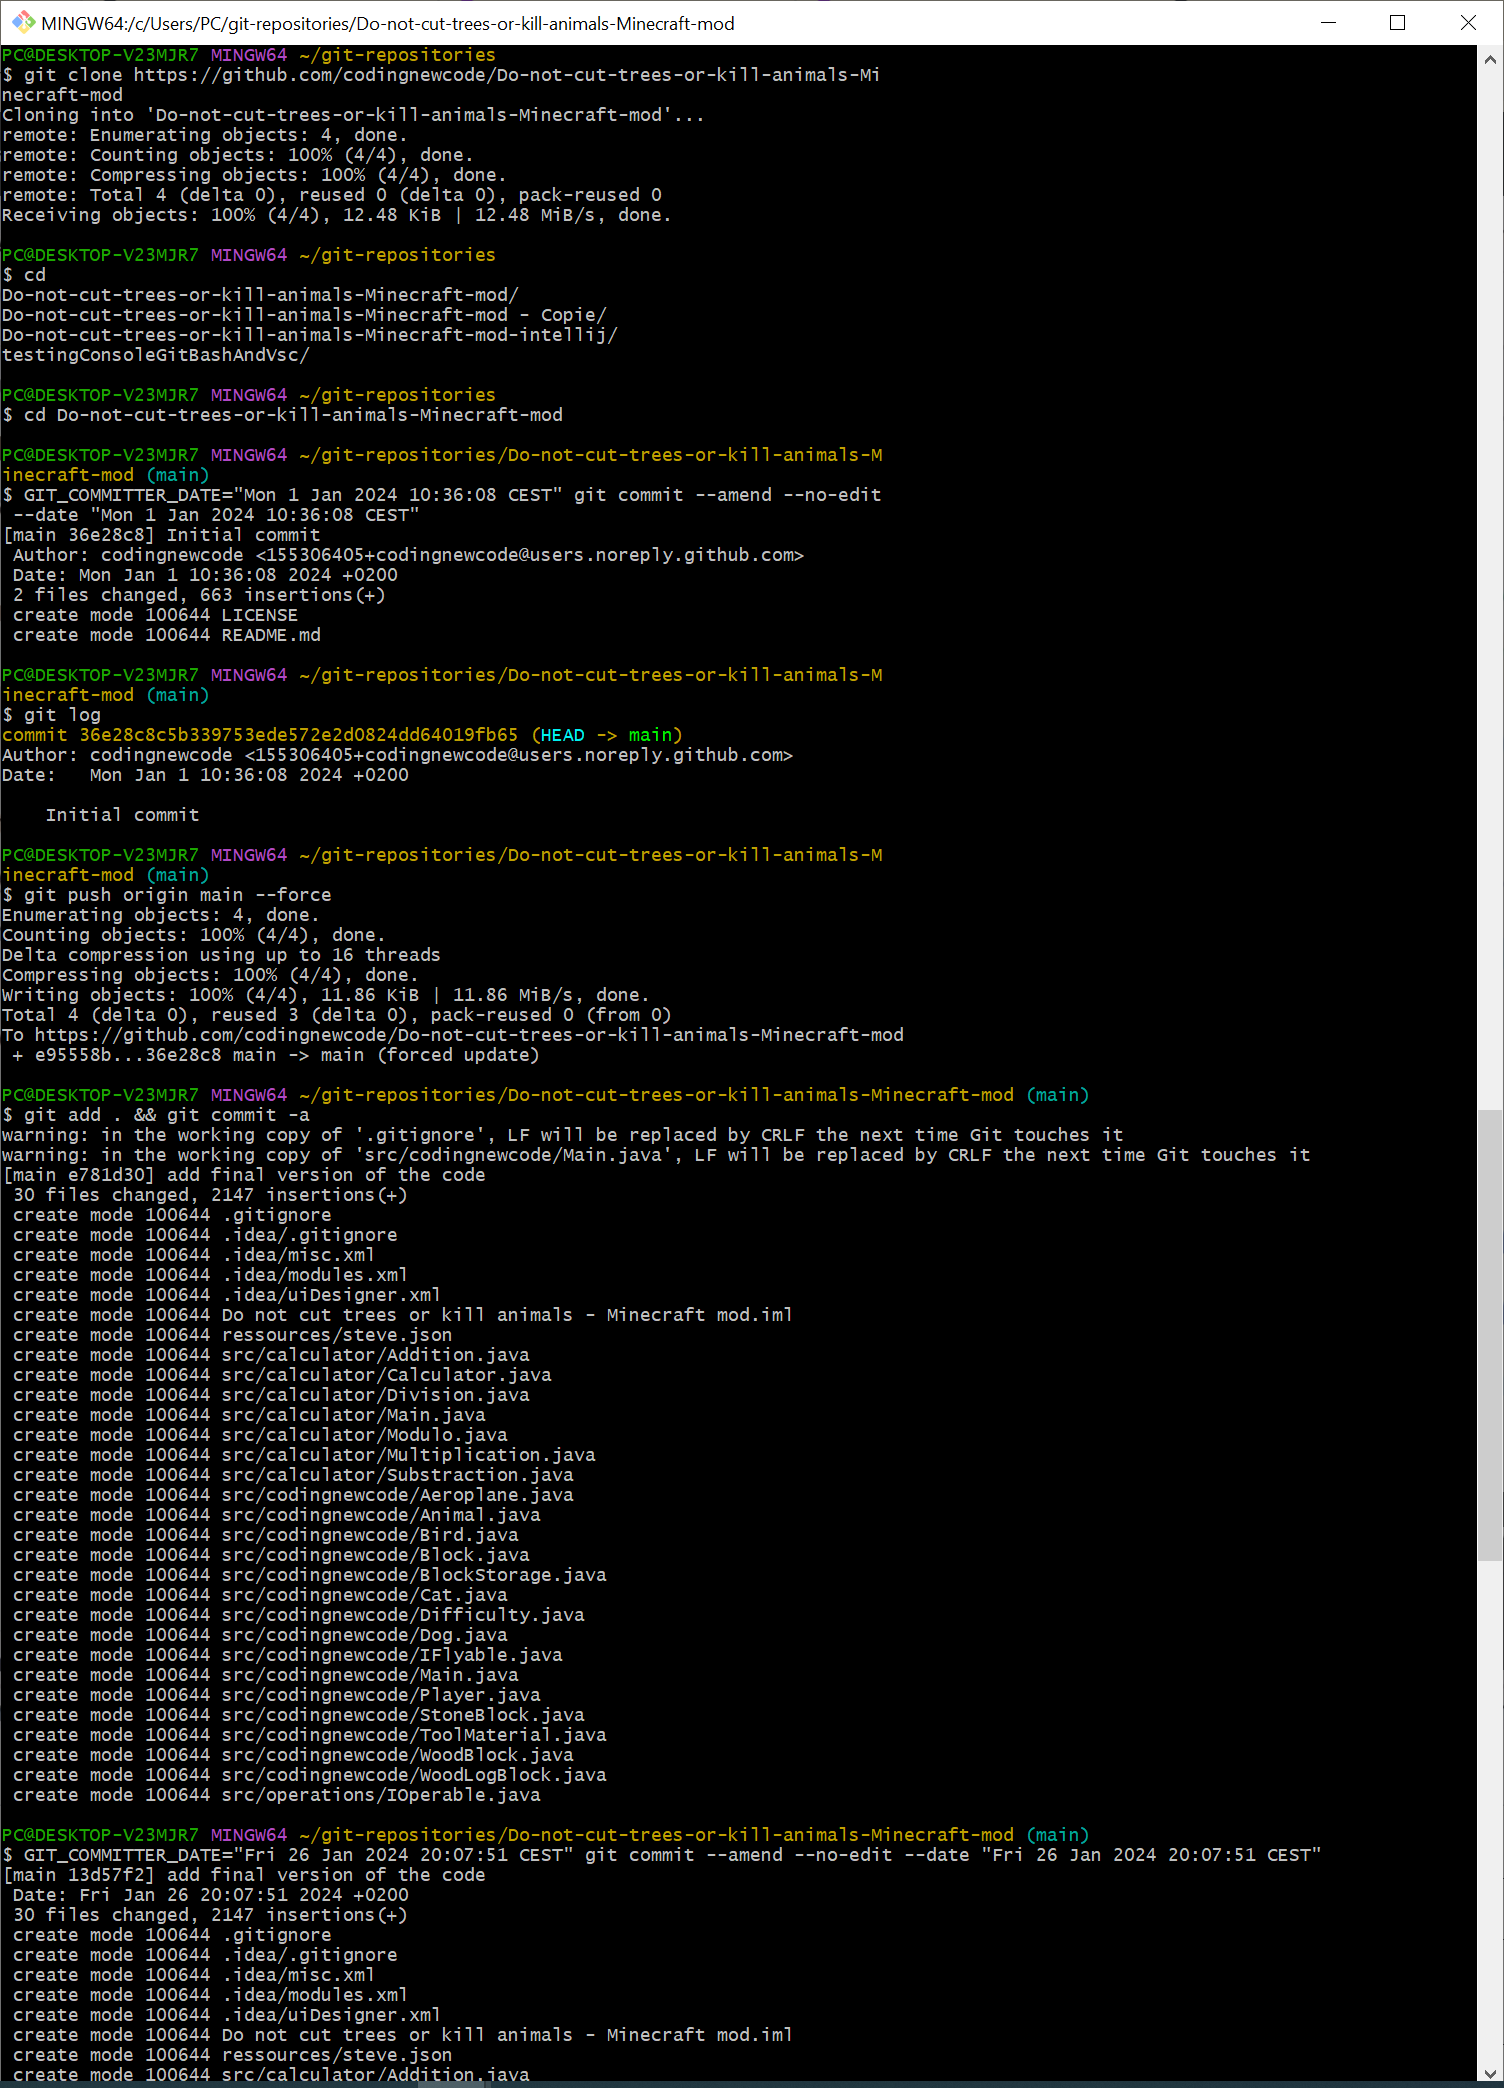 MINGW64:/c/Users/PC/git-repositories/Do-not-cut-trees-or-kill-animals-Minecraft-mod
PC@DESKTOP-V23MJR7 MINGW64 ~/git-repositories
$ git clone https://github.com/codingnewcode/Do-not-cut-trees-or-kill-animals-Mi
necraft-mod
Cloning into 'Do-not-cut-trees-or-kill-animals-Minecraft-mod'...
remote: Enumerating objects: 4, done.
remote: Counting objects: 100% (4/4), done.
remote: Compressing objects: 100% (4/4), done.
remote: Total 4 (delta 0), reused 0 (delta 0), pack-reused 0
Receiving objects: 100% (4/4), 12.48 KiB | 12.48 MiB/s, done.
PC@DESKTOP-V23MJR7 MINGW64 ~/git-repositories
$ cd
Do-not-cut-trees-or-kill-animals-Minecraft-mod/
Do-not-cut-trees-or-kill-animals-Minecraft-mod - Copie/
Do-not-cut-trees-or-kill-animals-Minecraft-mod-intellij/
testingConsoleGitBashAndVsc/
PC@DESKTOP-V23MJR7 MINGW64 ~/git-repositories
$ cd Do-not-cut-trees-or-kill-animals-Minecraft-mod
PC@DESKTOP-V23MJR7 MINGW64 ~/git-repositories/Do-not-cut-trees-or-kill-animals-M
inecraft-mod (main)
$ GIT_COMMITTER_DATE="Mon 1 Jan 2024 10:36:08 CEST" git commit --amend --no-edit
 --date "Mon 1 Jan 2024 10:36:08 CEST"
[main 36e28c8] Initial commit
 Author: codingnewcode <155306405+codingnewcode@users.noreply.github.com>
 Date: Mon Jan 1 10:36:08 2024 +0200
 2 files changed, 663 insertions(+)
 create mode 100644 LICENSE
 create mode 100644 README.md
PC@DESKTOP-V23MJR7 MINGW64 ~/git-repositories/Do-not-cut-trees-or-kill-animals-M
inecraft-mod (main)
$ git log
commit 36e28c8c5b339753ede572e2d0824dd64019fb65 (HEAD -> main)
Author: codingnewcode <155306405+codingnewcode@users.noreply.github.com>
Date:   Mon Jan 1 10:36:08 2024 +0200
    Initial commit
PC@DESKTOP-V23MJR7 MINGW64 ~/git-repositories/Do-not-cut-trees-or-kill-animals-M
inecraft-mod (main)
$ git push origin main --force
Enumerating objects: 4, done.
Counting objects: 100% (4/4), done.
Delta compression using up to 16 threads
Compressing objects: 100% (4/4), done.
Writing objects: 100% (4/4), 11.86 KiB | 11.86 MiB/s, done.
Total 4 (delta 0), reused 3 (delta 0), pack-reused 0 (from 0)
To https://github.com/codingnewcode/Do-not-cut-trees-or-kill-animals-Minecraft-mod
 + e95558b...36e28c8 main -> main (forced update)
PC@DESKTOP-V23MJR7 MINGW64 ~/git-repositories/Do-not-cut-trees-or-kill-animals-Minecraft-mod (main)
$ git add . && git commit -a
warning: in the working copy of '.gitignore', LF will be replaced by CRLF the next time Git touches it
warning: in the working copy of 'src/codingnewcode/Main.java', LF will be replaced by CRLF the next time Git touches it
[main e781d30] add final version of the code
 30 files changed, 2147 insertions(+)
 create mode 100644 .gitignore
 create mode 100644 .idea/.gitignore
 create mode 100644 .idea/misc.xml
 create mode 100644 .idea/modules.xml
 create mode 100644 .idea/uiDesigner.xml
 create mode 100644 Do not cut trees or kill animals - Minecraft mod.iml
 create mode 100644 ressources/steve.json
 create mode 100644 src/calculator/Addition.java
 create mode 100644 src/calculator/Calculator.java
 create mode 100644 src/calculator/Division.java
 create mode 100644 src/calculator/Main.java
 create mode 100644 src/calculator/Modulo.java
 create mode 100644 src/calculator/Multiplication.java
 create mode 100644 src/calculator/Substraction.java
 create mode 100644 src/codingnewcode/Aeroplane.java
 create mode 100644 src/codingnewcode/Animal.java
 create mode 100644 src/codingnewcode/Bird.java
 create mode 100644 src/codingnewcode/Block.java
 create mode 100644 src/codingnewcode/BlockStorage.java
 create mode 100644 src/codingnewcode/Cat.java
 create mode 100644 src/codingnewcode/Difficulty.java
 create mode 100644 src/codingnewcode/Dog.java
 create mode 100644 src/codingnewcode/IFlyable.java
 create mode 100644 src/codingnewcode/Main.java
 create mode 100644 src/codingnewcode/Player.java
 create mode 100644 src/codingnewcode/StoneBlock.java
 create mode 100644 src/codingnewcode/ToolMaterial.java
 create mode 100644 src/codingnewcode/WoodBlock.java
 create mode 100644 src/codingnewcode/WoodLogBlock.java
 create mode 100644 src/operations/IOperable.java
PC@DESKTOP-V23MJR7 MINGW64 ~/git-repositories/Do-not-cut-trees-or-kill-animals-Minecraft-mod (main)
$ GIT_COMMITTER_DATE="Fri 26 Jan 2024 20:07:51 CEST" git commit --amend --no-edit --date "Fri 26 Jan 2024 20:07:51 CEST"
[main 13d57f2] add final version of the code
 Date: Fri Jan 26 20:07:51 2024 +0200
 30 files changed, 2147 insertions(+)
 create mode 100644 .gitignore
 create mode 100644 .idea/.gitignore
 create mode 100644 .idea/misc.xml
 create mode 100644 .idea/modules.xml
 create mode 100644 .idea/uiDesigner.xml
 create mode 100644 Do not cut trees or kill animals - Minecraft mod.iml
 create mode 100644 ressources/steve.json
 create mode 100644 src/calculator/Addition.java